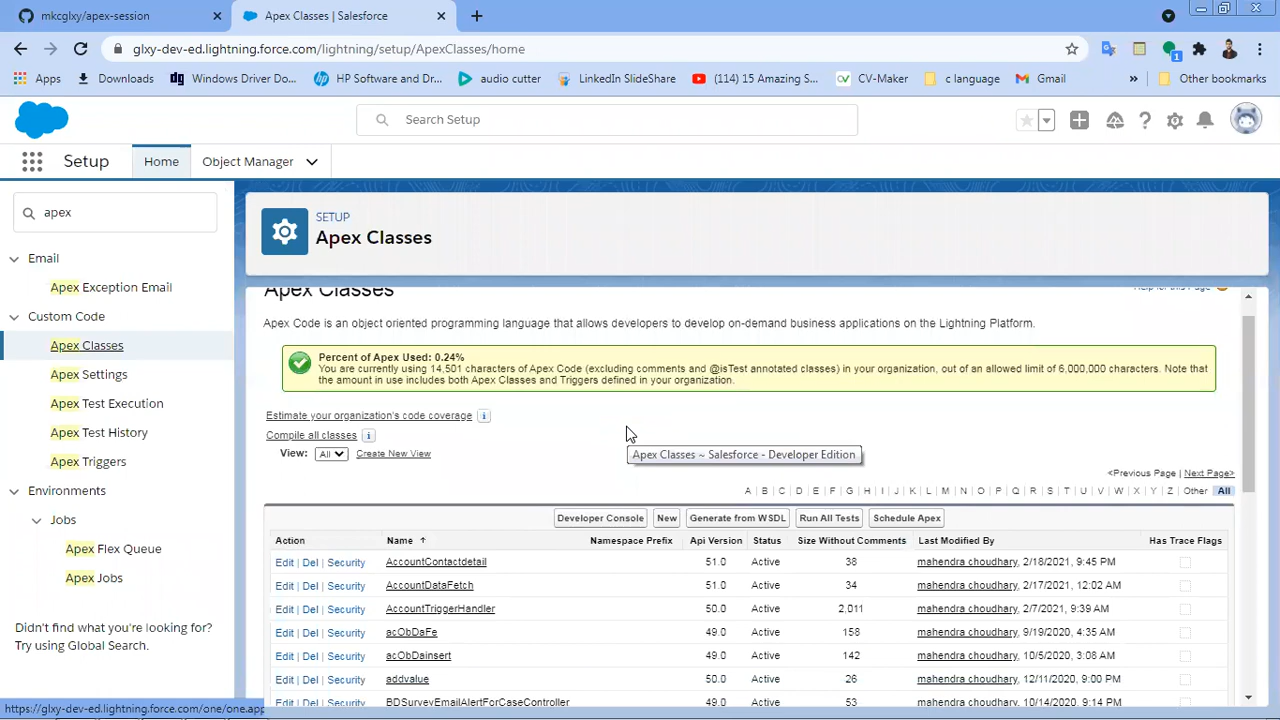 mkcglxy/apex-session
Apex Classes | Salesforce
glxy-dev-ed.lightning.force.com/lightning/setup/ApexClasses/home
Apps
Downloads
Windows Driver Do...
HP Software and Dr...
audio cutter
LinkedIn SlideShare
(114) 15 Amazing S...
CV-Maker
c language
Gmail
»
Other bookmarks
Search Setup
Setup
Home
Object Manager
apex
Email
Apex Exception Email
Custom Code
Apex Classes
Apex Settings
Apex Test Execution
Apex Test History
Apex Triggers
Environments
Jobs
Apex Flex Queue
Apex Jobs
Didn't find what you're looking for?
Try using Global Search.
SETUP
Apex Classes
Apex Classes
Help for this Page
Apex Code is an object oriented programming language that allows developers to develop on-demand business applications on the Lightning Platform.
Percent of Apex Used: 0.24%
You are currently using 14,501 characters of Apex Code (excluding comments and @isTest annotated classes) in your organization, out of an allowed limit of 6,000,000 characters. Note that
the amount in use includes both Apex Classes and Triggers defined in your organization.
Estimate your organization's code coverage i
Compile all classes i
View: All Create New View
Apex Classes ~ Salesforce - Developer Edition
<Previous Page | Next Page>
A | B | C | D | E | F | G | H | I | J | K | L | M | N | O | P | Q | R | S | T | U | V | W | X | Y | Z | Other All
Developer Console New Generate from WSDL Run All Tests Schedule Apex
Action Name ↑ Namespace Prefix Api Version Status Size Without Comments Last Modified By Has Trace Flags
Edit | Del | Security AccountContactdetail 51.0 Active 38 mahendra choudhary, 2/18/2021, 9:45 PM
Edit | Del | Security AccountDataFetch 51.0 Active 34 mahendra choudhary, 2/17/2021, 12:02 AM
Edit | Del | Security AccountTriggerHandler 50.0 Active 2,011 mahendra choudhary, 2/7/2021, 9:39 AM
Edit | Del | Security acObDaFe 49.0 Active 158 mahendra choudhary, 9/19/2020, 4:35 AM
Edit | Del | Security acObDainsert 49.0 Active 142 mahendra choudhary, 10/5/2020, 3:08 AM
Edit | Del | Security addvalue 50.0 Active 26 mahendra choudhary, 12/11/2020, 9:00 PM
Edit | Del | Security BDSurveyEmailAlertForCaseController 49.0 Active mahendra choudhary, 10/14/2020, 9:14 PM
https://glxy-dev-ed.lightning.force.com/one/one.app